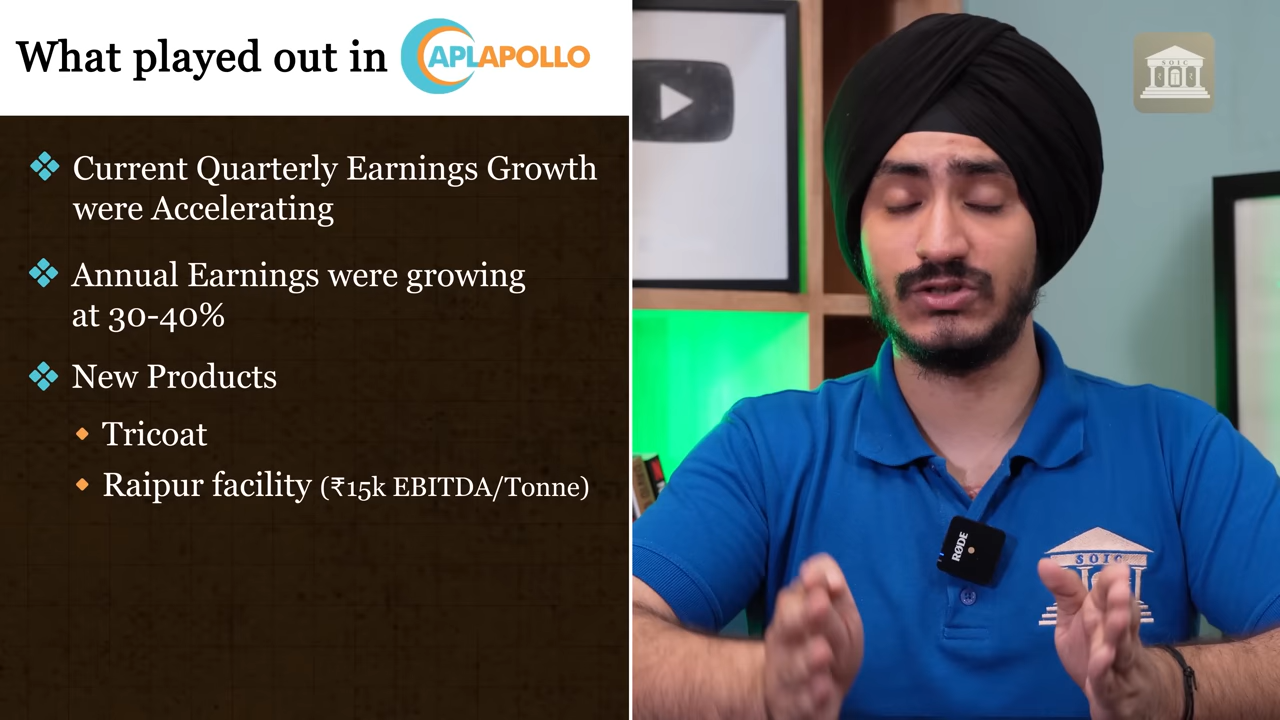 What played out in APLAPOLLO
Current Quarterly Earnings Growth
were Accelerating
Annual Earnings were growing
at 30-40%
New Products
Tricoat
Raipur facility (₹15k EBITDA/Tonne)
SOIC
RØDE
SOIC